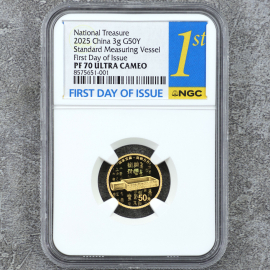 National Treasure
2025 China 3g G50Y
Standard Measuring Vessel
First Day of Issue
PF 70 ULTRA CAMEO
8575651-001
1st
FIRST DAY OF ISSUE
NGC
50